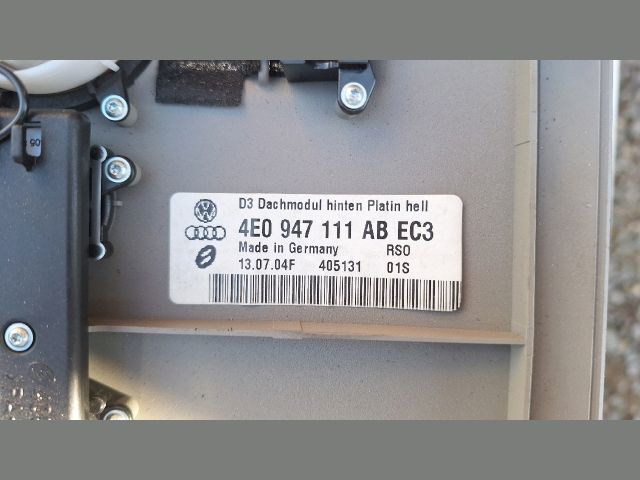 D3 Dachmodul hinten Platin hell
4E0 947 111 AB EC3
Made in Germany RSO
13.07.04F 405131 01S